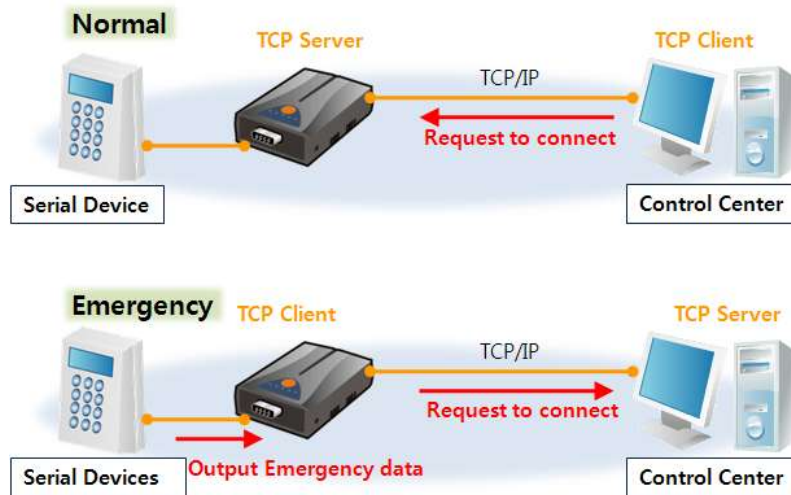 Normal
TCP Server
TCP Client
TCP/IP
Request to connect
Serial Device
Control Center
Emergency
TCP Client
TCP Server
TCP/IP
Request to connect
Output Emergency data
Serial Devices
Control Center